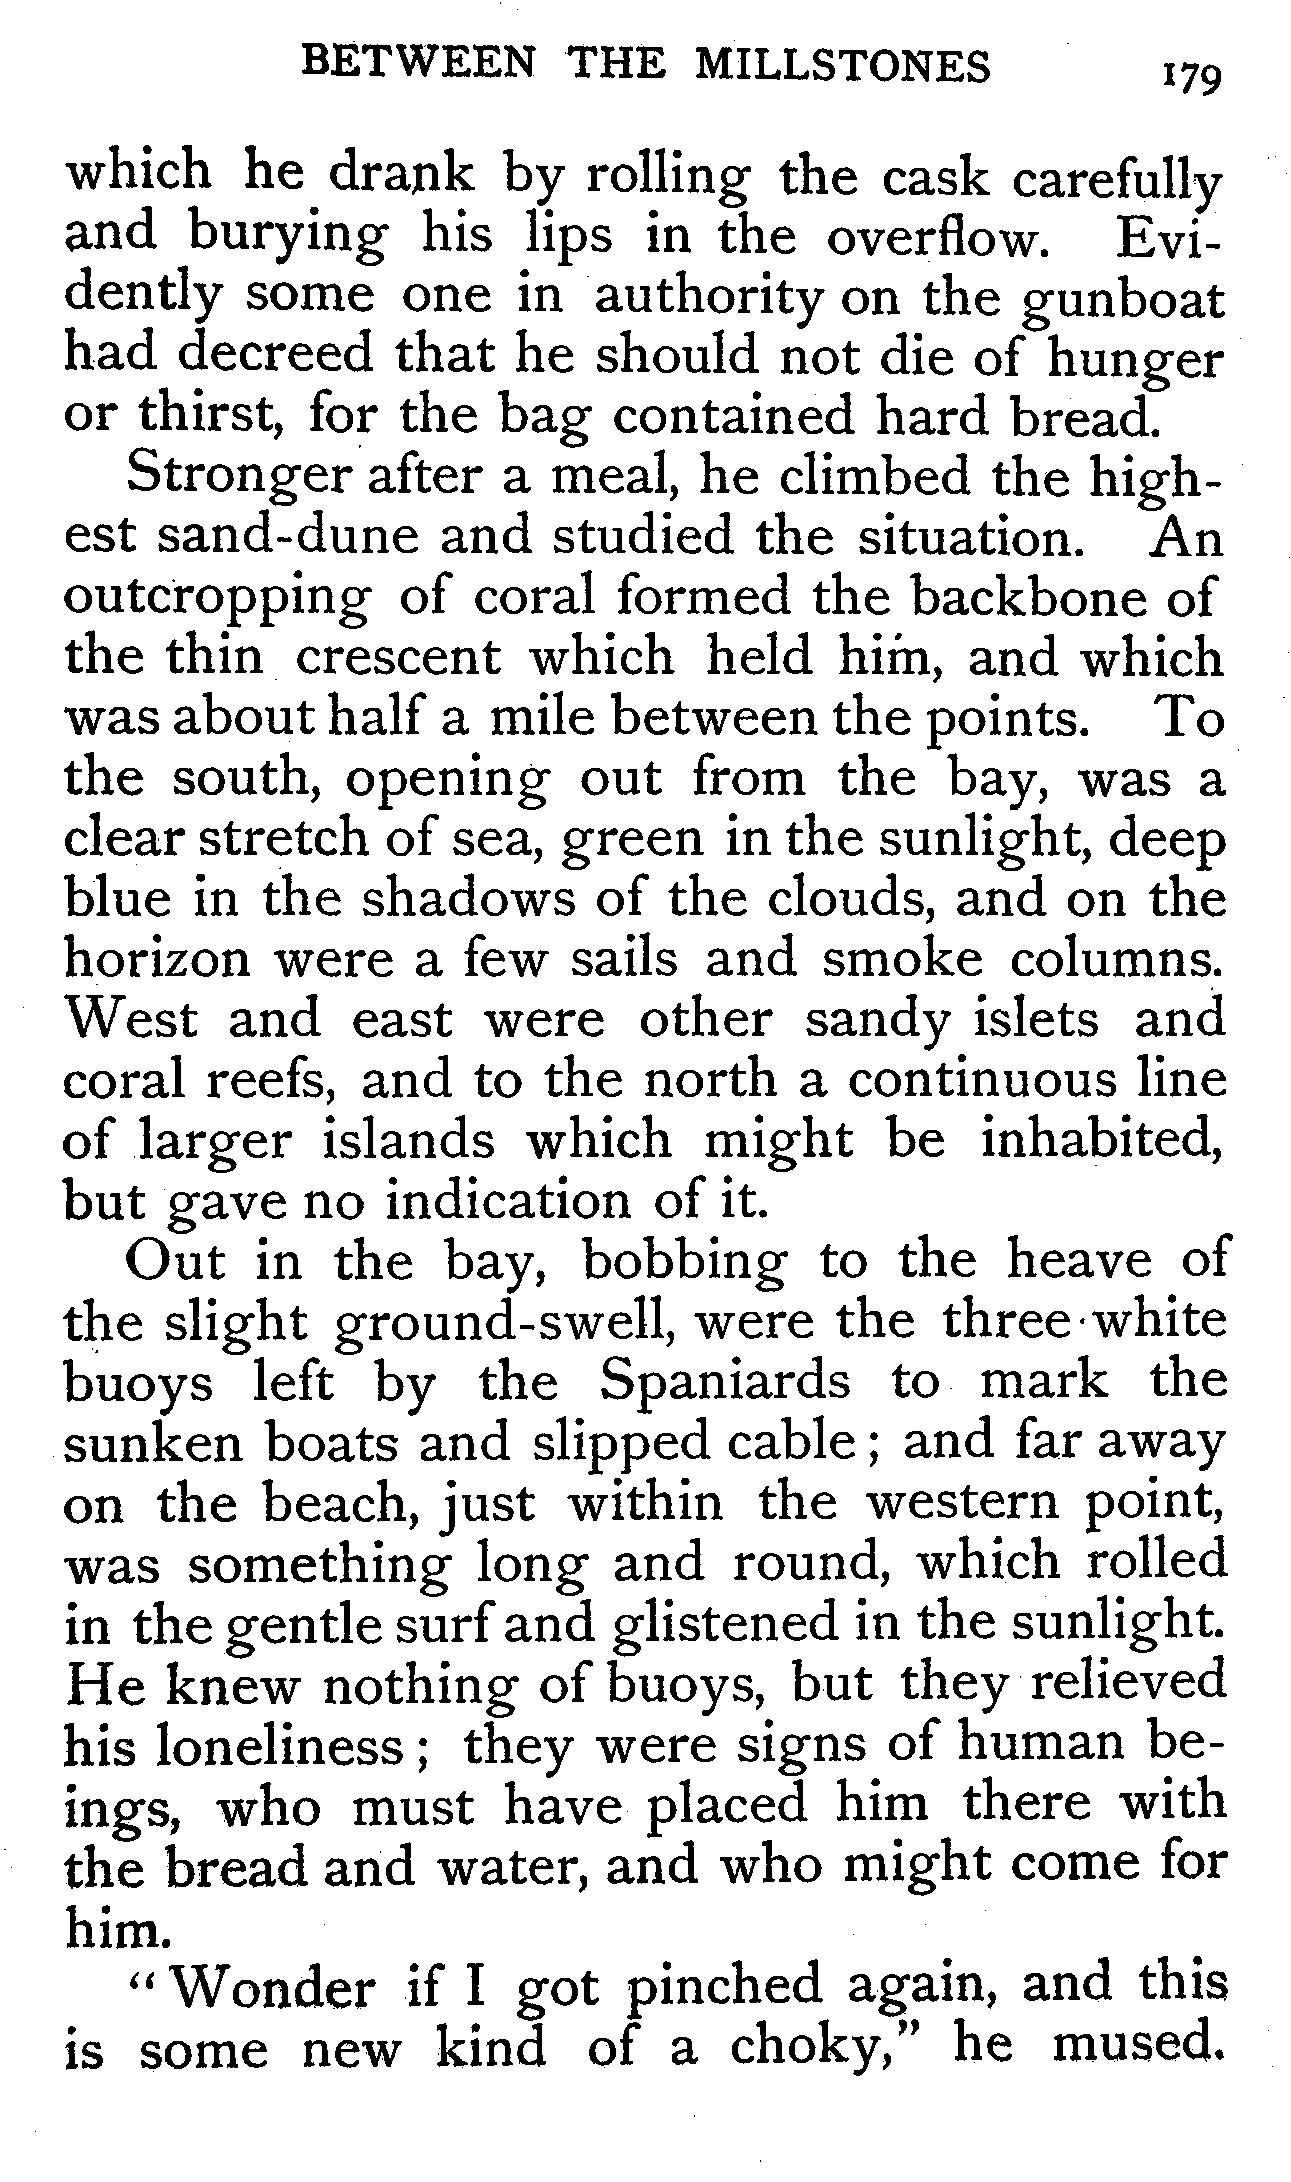 BETWEEN THE MILLSTONES 179
which he drank by rolling the cask carefully
and burying his lips in the overflow. Evi-
dently some one in authority on the gunboat
had decreed that he should not die of hunger
or thirst, for the bag contained hard bread.
Stronger after a meal, he climbed the high-
est sand-dune and studied the situation. An
outcropping of coral formed the backbone of
the thin crescent which held him, and which
was about half a mile between the points. To
the south, opening out from the bay, was a
clear stretch of sea, green in the sunlight, deep
blue in the shadows of the clouds, and on the
horizon were a few sails and smoke columns.
West and east were other sandy islets and
coral reefs, and to the north a continuous line
of larger islands which might be inhabited,
but gave no indication of it.
Out in the bay, bobbing to the heave of
the slight ground-swell, were the three white
buoys left by the Spaniards to mark the
sunken boats and slipped cable; and far away
on the beach, just within the western point,
was something long and round, which rolled
in the gentle surf and glistened in the sunlight.
He knew nothing of buoys, but they relieved
his loneliness; they were signs of human be-
ings, who must have placed him there with
the bread and water, and who might come for
him.
“Wonder if I got pinched again, and this
is some new kind of a choky,” he mused.